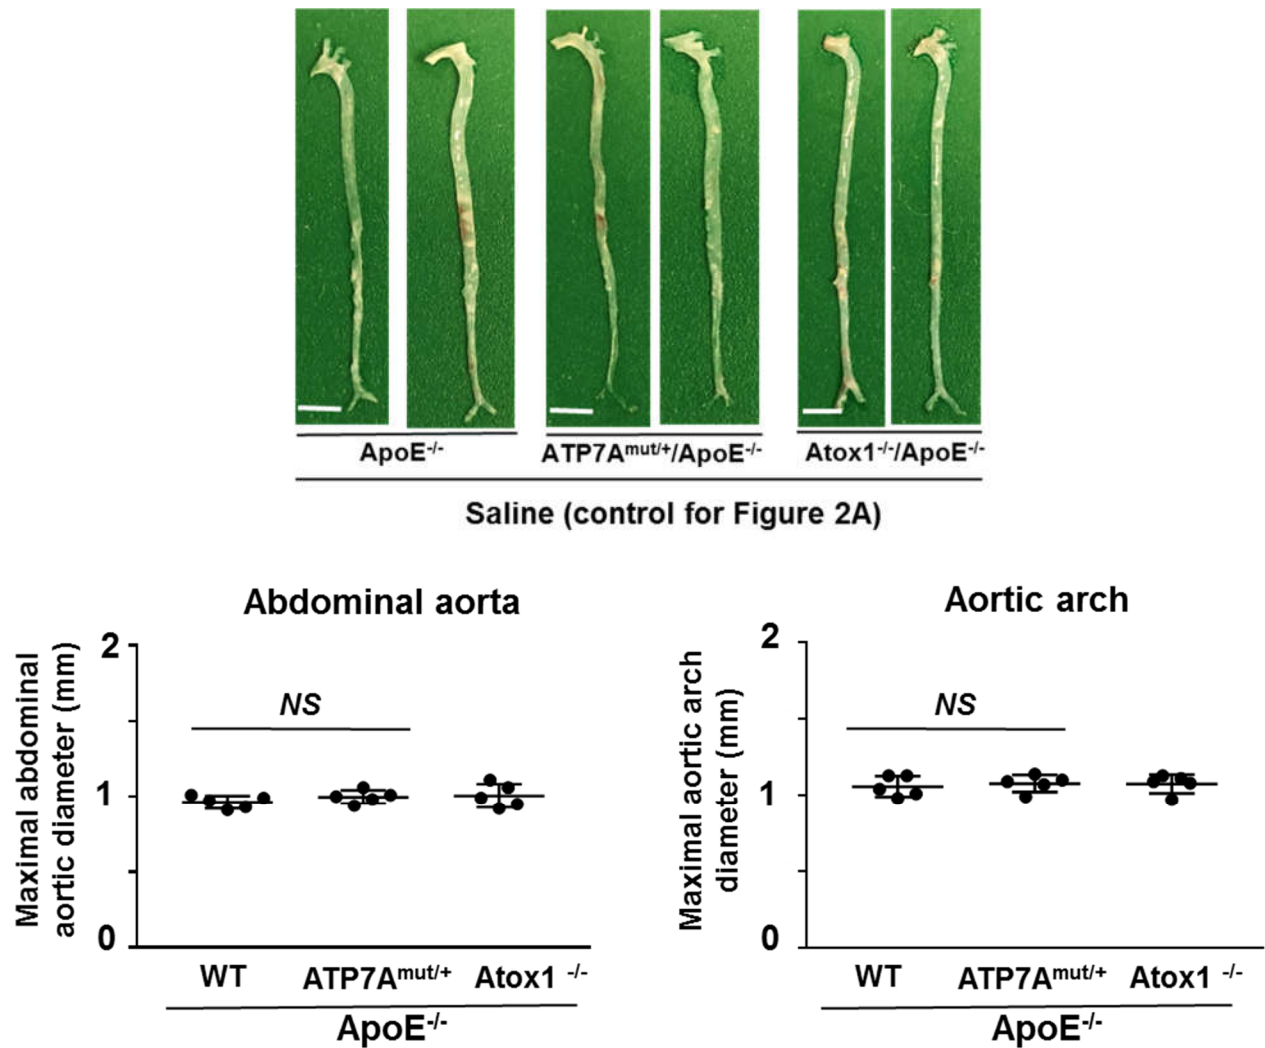 ApoE-/- ATP7Amut/+/ApoE-/- Atox1-/-/ApoE-/-
Saline (control for Figure 2A)
Abdominal aorta
Maximal abdominal
aortic diameter (mm)
2
1
0
NS
WT ATP7Amut/+ Atox1 -/-
ApoE-/-
Aortic arch
Maximal aortic arch
diameter (mm)
2
1
0
NS
WT ATP7Amut/+ Atox1 -/-
ApoE-/-